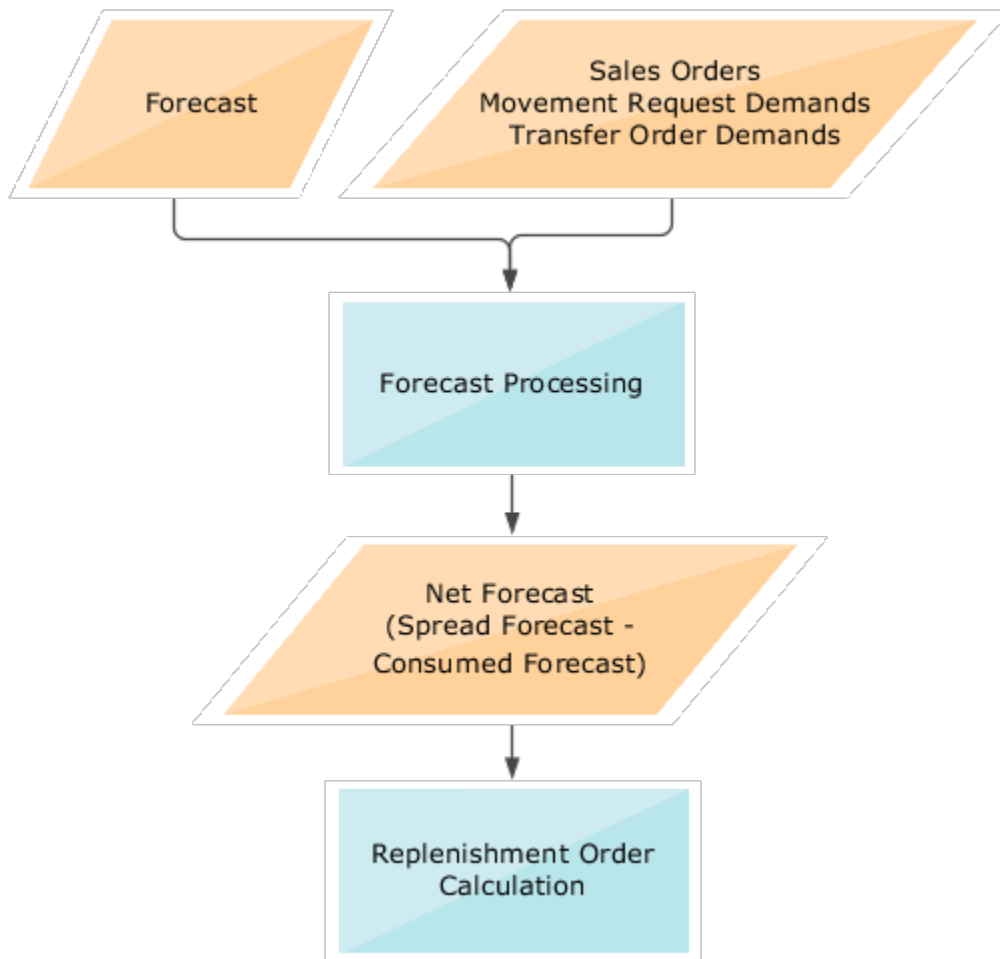 Forecast
Sales Orders
Movement Request Demands
Transfer Order Demands
Forecast Processing
Net Forecast
(Spread Forecast -
Consumed Forecast)
Replenishment Order
Calculation